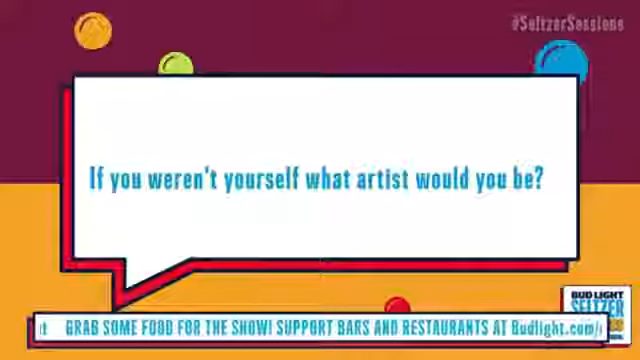 #SeltzerSessions
If you weren't yourself what artist would you be?
BUD LIGHT
SELTZER
GRAB SOME FOOD FOR THE SHOW! SUPPORT BARS AND RESTAURANTS AT Budlight.com/